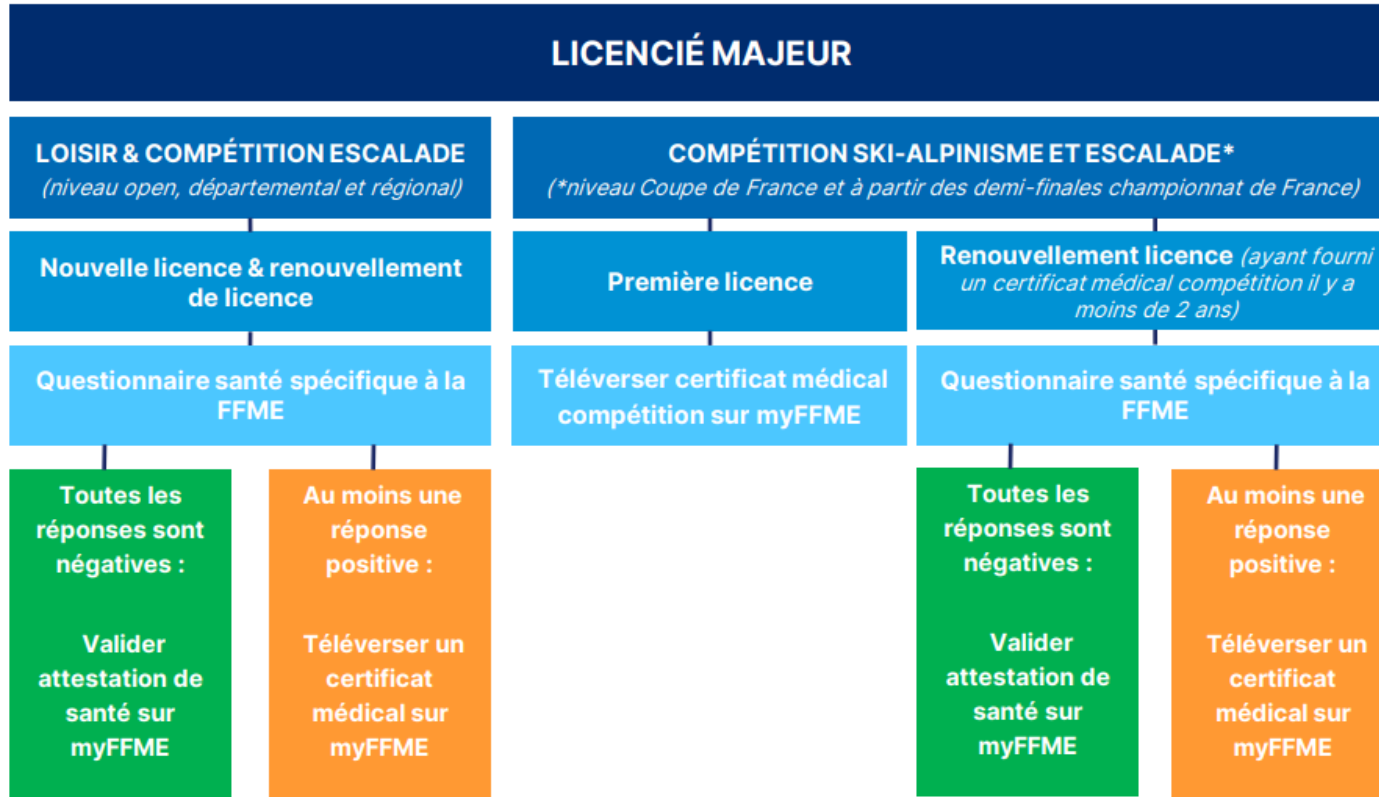 LICENCIÉ MAJEUR
LOISIR & COMPÉTITION ESCALADE
(niveau open, départemental et régional)
Nouvelle licence & renouvellement
de licence
Questionnaire santé spécifique à la
FFME
Toutes les
réponses sont
négatives :
Valider
attestation de
santé sur
myFFME
Au moins une
réponse
positive :
Téléverser un
certificat
médical sur
myFFME
COMPÉTITION SKI-ALPINISME ET ESCALADE*
(*niveau Coupe de France et à partir des demi-finales championnat de France)
Première licence
Téléverser certificat médical
compétition sur myFFME
Renouvellement licence (ayant fourni
un certificat médical compétition il y a
moins de 2 ans)
Questionnaire santé spécifique à la
FFME
Toutes les
réponses sont
négatives :
Valider
attestation de
santé sur
myFFME
Au moins une
réponse
positive :
Téléverser un
certificat
médical sur
myFFME